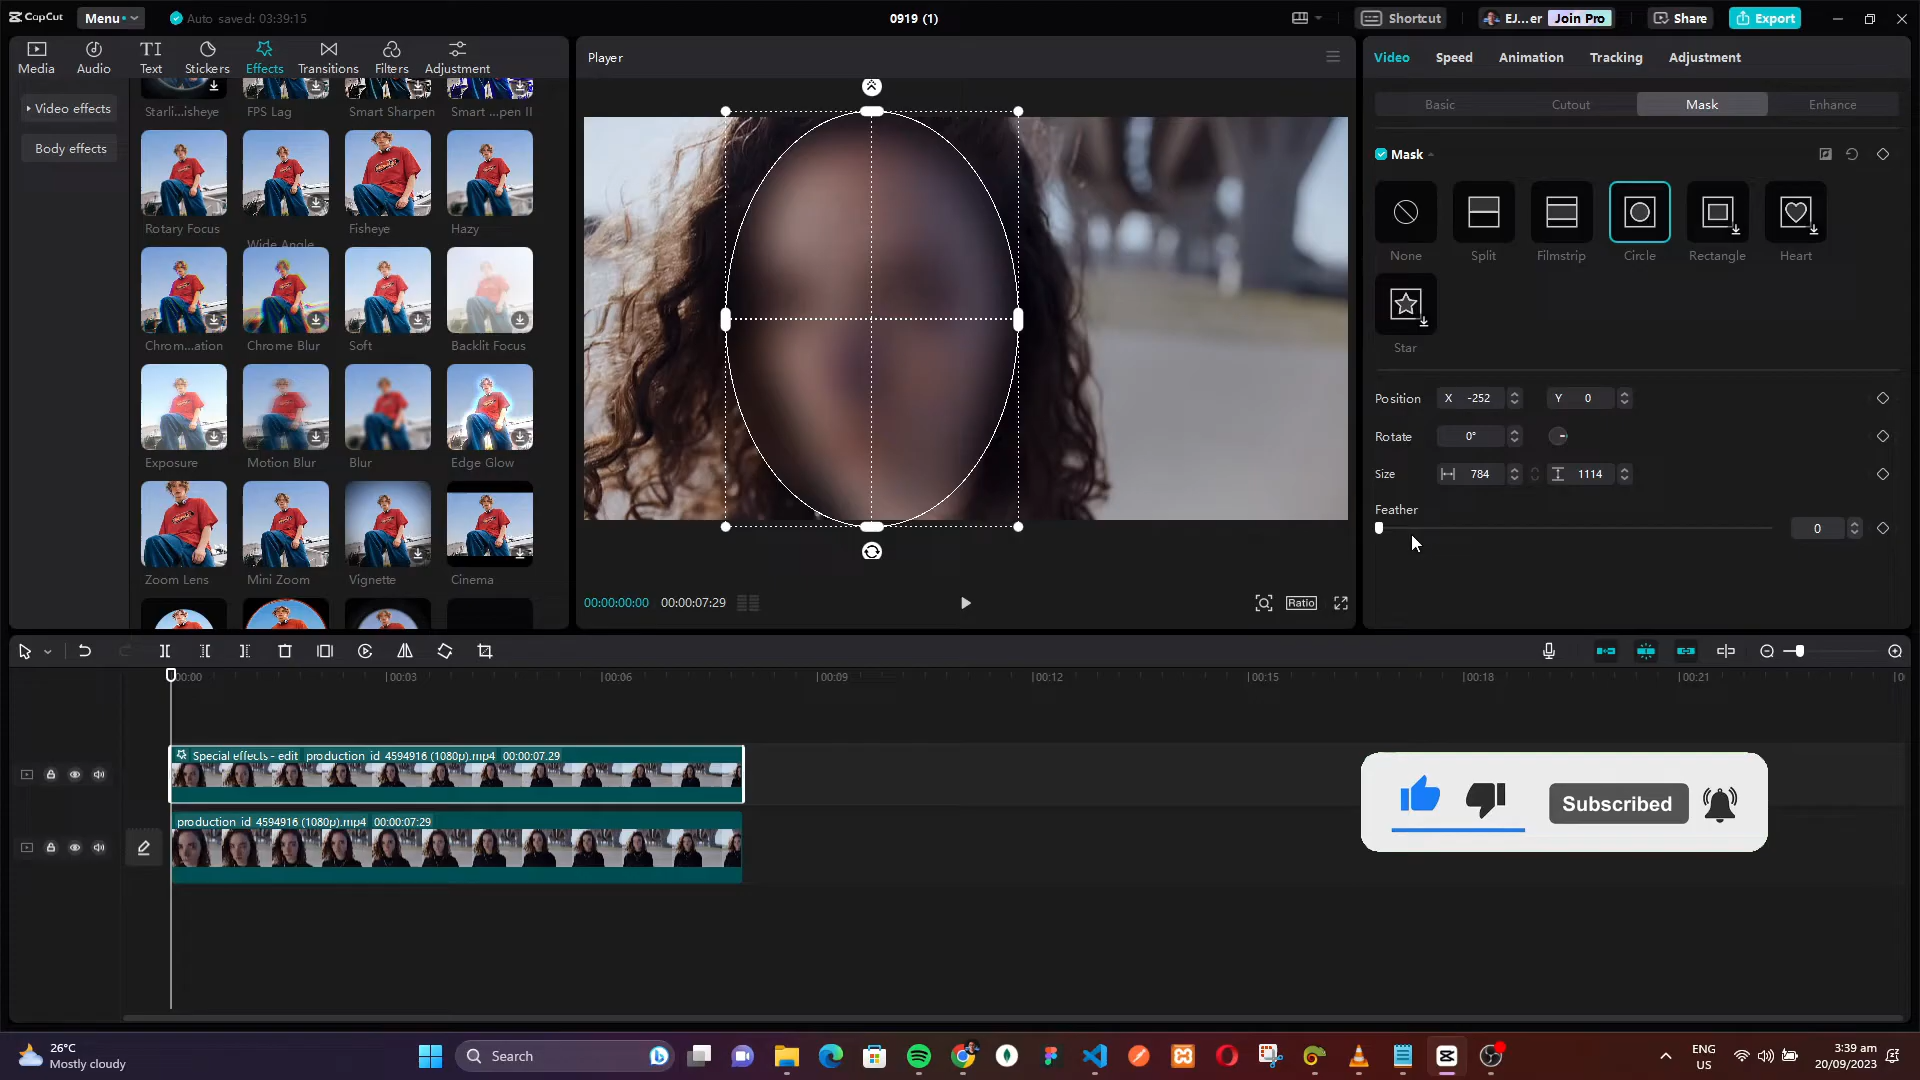 CapCut
Menu
Auto saved: 03:39:15
0919 (1)
Shortcut
EJ...er
Join Pro
Share
Export
Media
Audio
Text
Stickers
Effects
Transitions
Filters
Adjustment
Video effects
Body effects
Starli...isheye
FPS Lag
Smart Sharpen
Smart ...pen II
Rotary Focus
Wide Angle
Fisheye
Hazy
Chrom...ation
Chrome Blur
Soft
Backlit Focus
Exposure
Motion Blur
Blur
Edge Glow
Zoom Lens
Mini Zoom
Vignette
Cinema
Player
00:00:00:00
00:00:07:29
Ratio
Video
Speed
Animation
Tracking
Adjustment
Basic
Cutout
Mask
Enhance
Mask
None
Split
Filmstrip
Circle
Rectangle
Heart
Star
Position X -252 Y 0
Rotate 0°
Size 784 1114
Feather
0
00:00
00:03
00:06
00:09
00:12
00:15
00:18
00:21
Special effects - edit production id 4594916 (1080p).mp4 00:00:07:29
production id 4594916 (1080p).mp4 00:00:07:29
Subscribed
26°C
Mostly cloudy
Search
ENG
US
3:39 am
20/09/2023